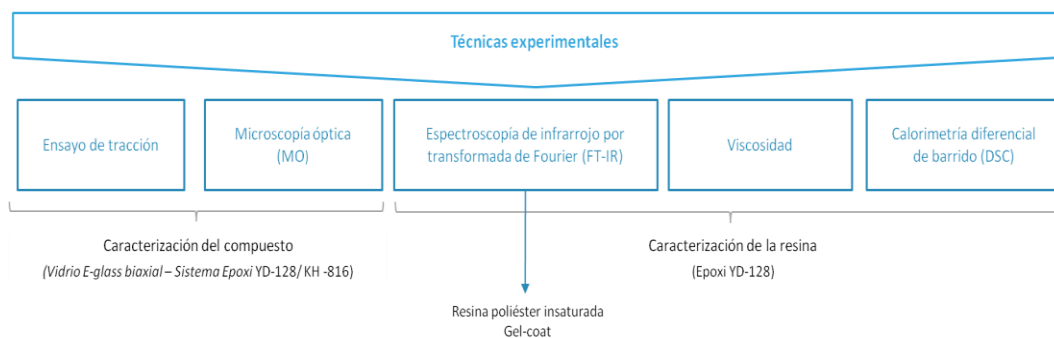 Técnicas experimentales
Ensayo de tracción
Microscopía óptica
(MO)
Espectroscopía de infrarrojo por
transformada de Fourier (FT-IR)
Viscosidad
Calorimetría diferencial
de barrido (DSC)
Caracterización del compuesto
(Vidrio E-glass biaxial – Sistema Epoxi YD-128/ KH -816)
Caracterización de la resina
(Epoxi YD-128)
Resina poliéster insaturada
Gel-coat